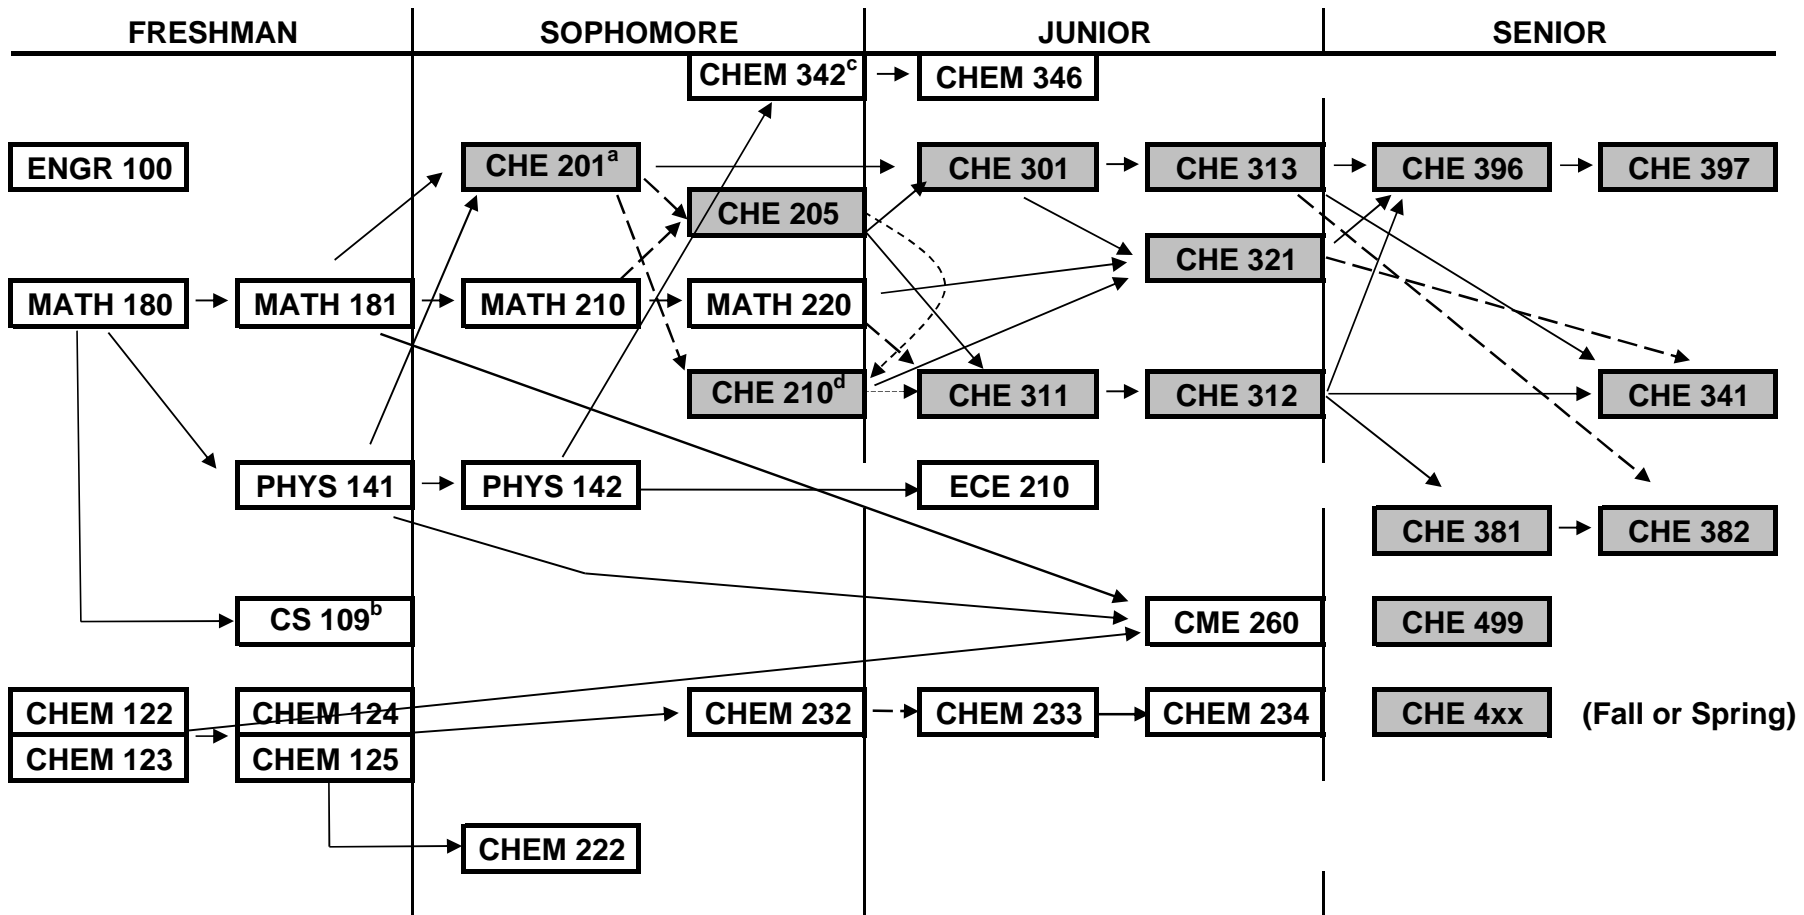 FRESHMAN SOPHOMORE JUNIOR SENIOR
CHEM 342c CHEM 346
ENGR 100 CHE 201a CHE 301 CHE 313 CHE 396 CHE 397
CHE 205
CHE 321
MATH 180 MATH 181 MATH 210 MATH 220
CHE 210d CHE 311 CHE 312 CHE 341
PHYS 141 PHYS 142 ECE 210
CHE 381 CHE 382
CS 109b CME 260 CHE 499
CHEM 122 CHEM 124 CHEM 232 CHEM 233 CHEM 234 CHE 4xx (Fall or Spring)
CHEM 123 CHEM 125
CHEM 222